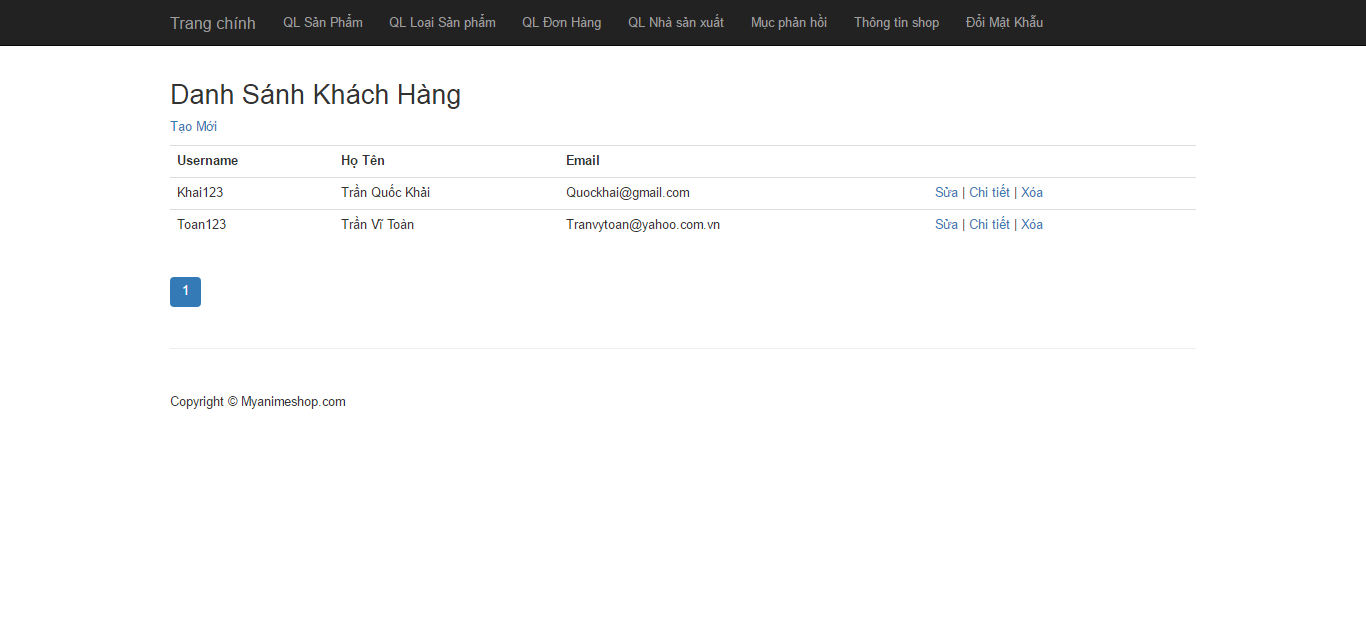 Trang chính QL Sản Phẩm QL Loại Sản phẩm QL Đơn Hàng QL Nhà sản xuất Mục phản hồi Thông tin shop Đổi Mật Khẫu
Danh Sánh Khách Hàng
Tạo Mới
Username Họ Tên Email
Khai123 Trần Quốc Khải Quockhai@gmail.com Sửa | Chi tiết | Xóa
Toan123 Trần Vĩ Toàn Tranvytoan@yahoo.com.vn Sửa | Chi tiết | Xóa
1
Copyright © Myanimeshop.com